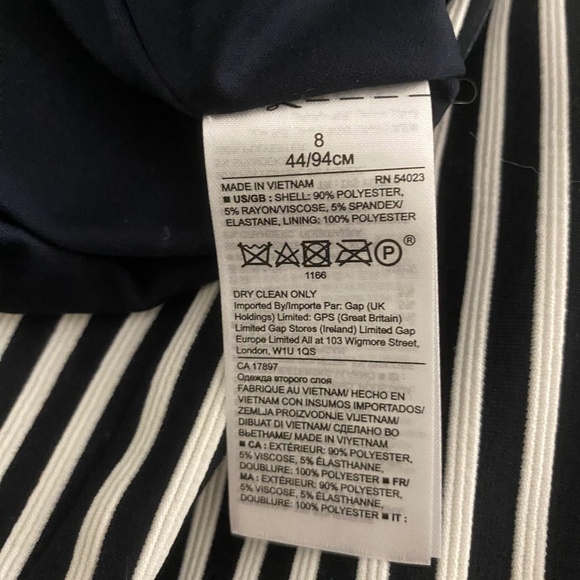 8
44/94CM
MADE IN VIETNAM RN 54023
■ US/GB : SHELL: 90% POLYESTER,
5% RAYON/VISCOSE, 5% SPANDEX/
ELASTANE, LINING: 100% POLYESTER
P®
1166
DRY CLEAN ONLY
Imported By/Importe Par: Gap (UK
Holdings) Limited: GPS (Great Britain)
Limited Gap Stores (Ireland) Limited Gap
Europe Limited All at 103 Wigmore Street,
London, W1U 1QS
CA 17897
Одежда второго слоя
FABRIQUÉ AU VIETNAM/ HECHO EN
VIETNAM CON INSUMOS IMPORTADOS/
ZEMLJA PROIZVODNJE VIJETNAM/
DIBUAT DI VIETNAM/ СДЕЛАНО ВО
ВЬЕТНАМЕ/ MADE IN VIYETNAM
■ CA : EXTÉRIEUR: 90% POLYESTER,
5% VISCOSE, 5% ÉLASTHANNE,
DOUBLURE: 100% POLYESTER ■ FR/
MA : EXTÉRIEUR: 90% POLYESTER,
5% VISCOSE, 5% ÉLASTHANNE,
DOUBLURE: 100% POLYESTER ■ IT :